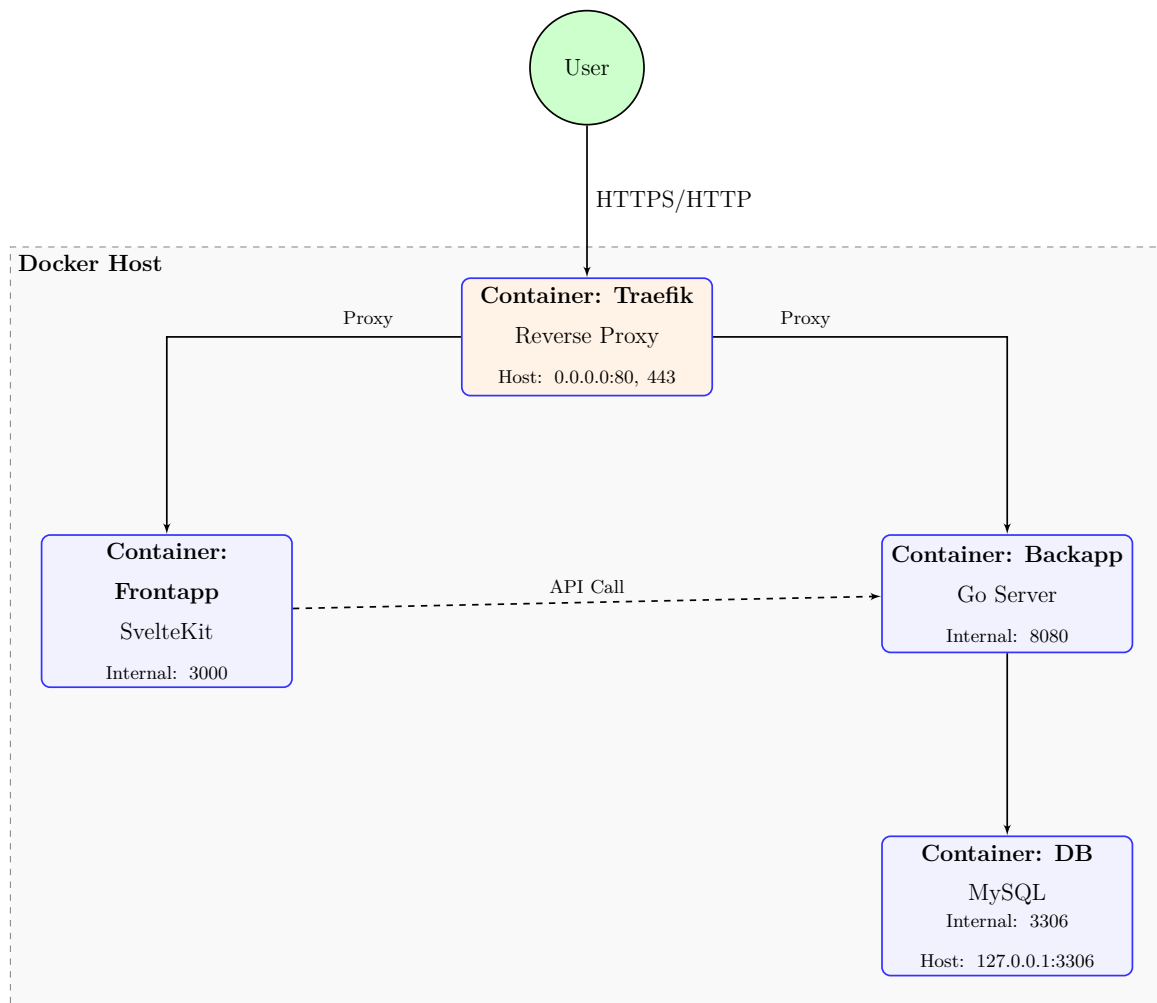 User
HTTPS/HTTP
Docker Host
Container: Traefik
Reverse Proxy
Host: 0.0.0.0:80, 443
Proxy
Proxy
Container:
Frontapp
SvelteKit
Internal: 3000
API Call
Container: Backapp
Go Server
Internal: 8080
Container: DB
MySQL
Internal: 3306
Host: 127.0.0.1:3306